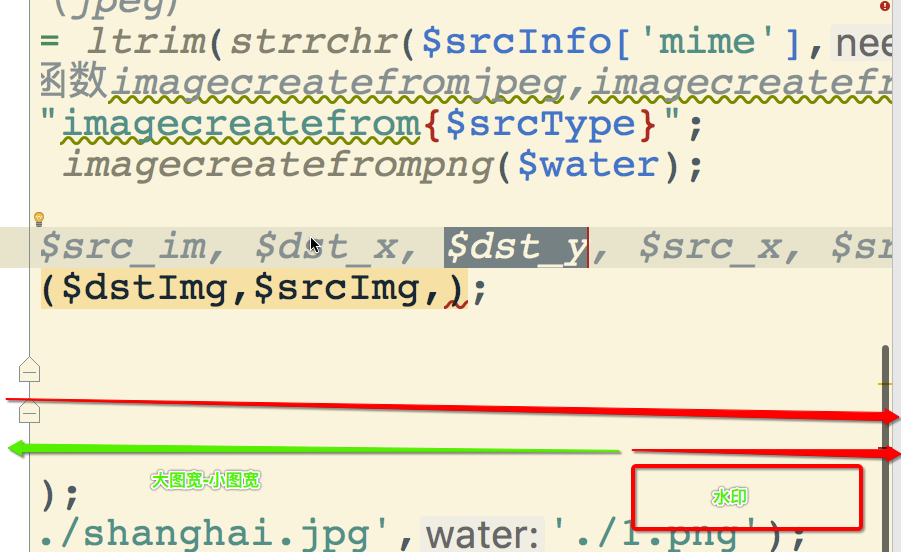 (jpeg)
= ltrim(strrchr($srcInfo['mime'],
函数imagecreatefromjpeg,imagecreatefr
"imagecreatefrom{$srcType}";
imagecreatefrompng($water);
$src_im, $dst_x, $dst_y, $src_x, $sr
($dstImg,$srcImg,);
大图宽-小图宽
);
水印
./shanghai.jpg',water:'./1.png');